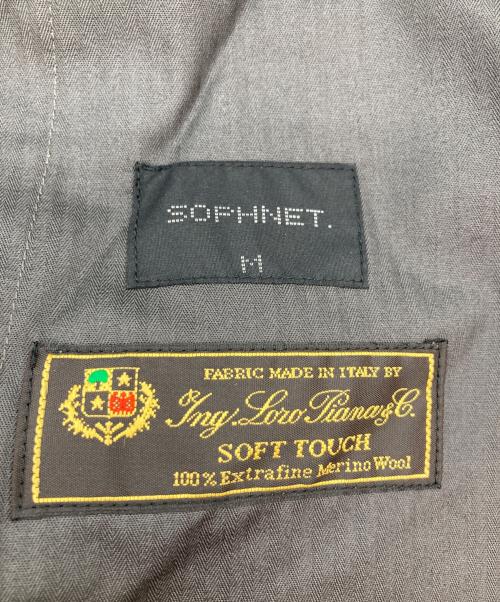 SOPHNET.
M
FABRIC MADE IN ITALY BY
Ing. Loro Piana & C.
SOFT TOUCH
100% Extrafine Merino Wool